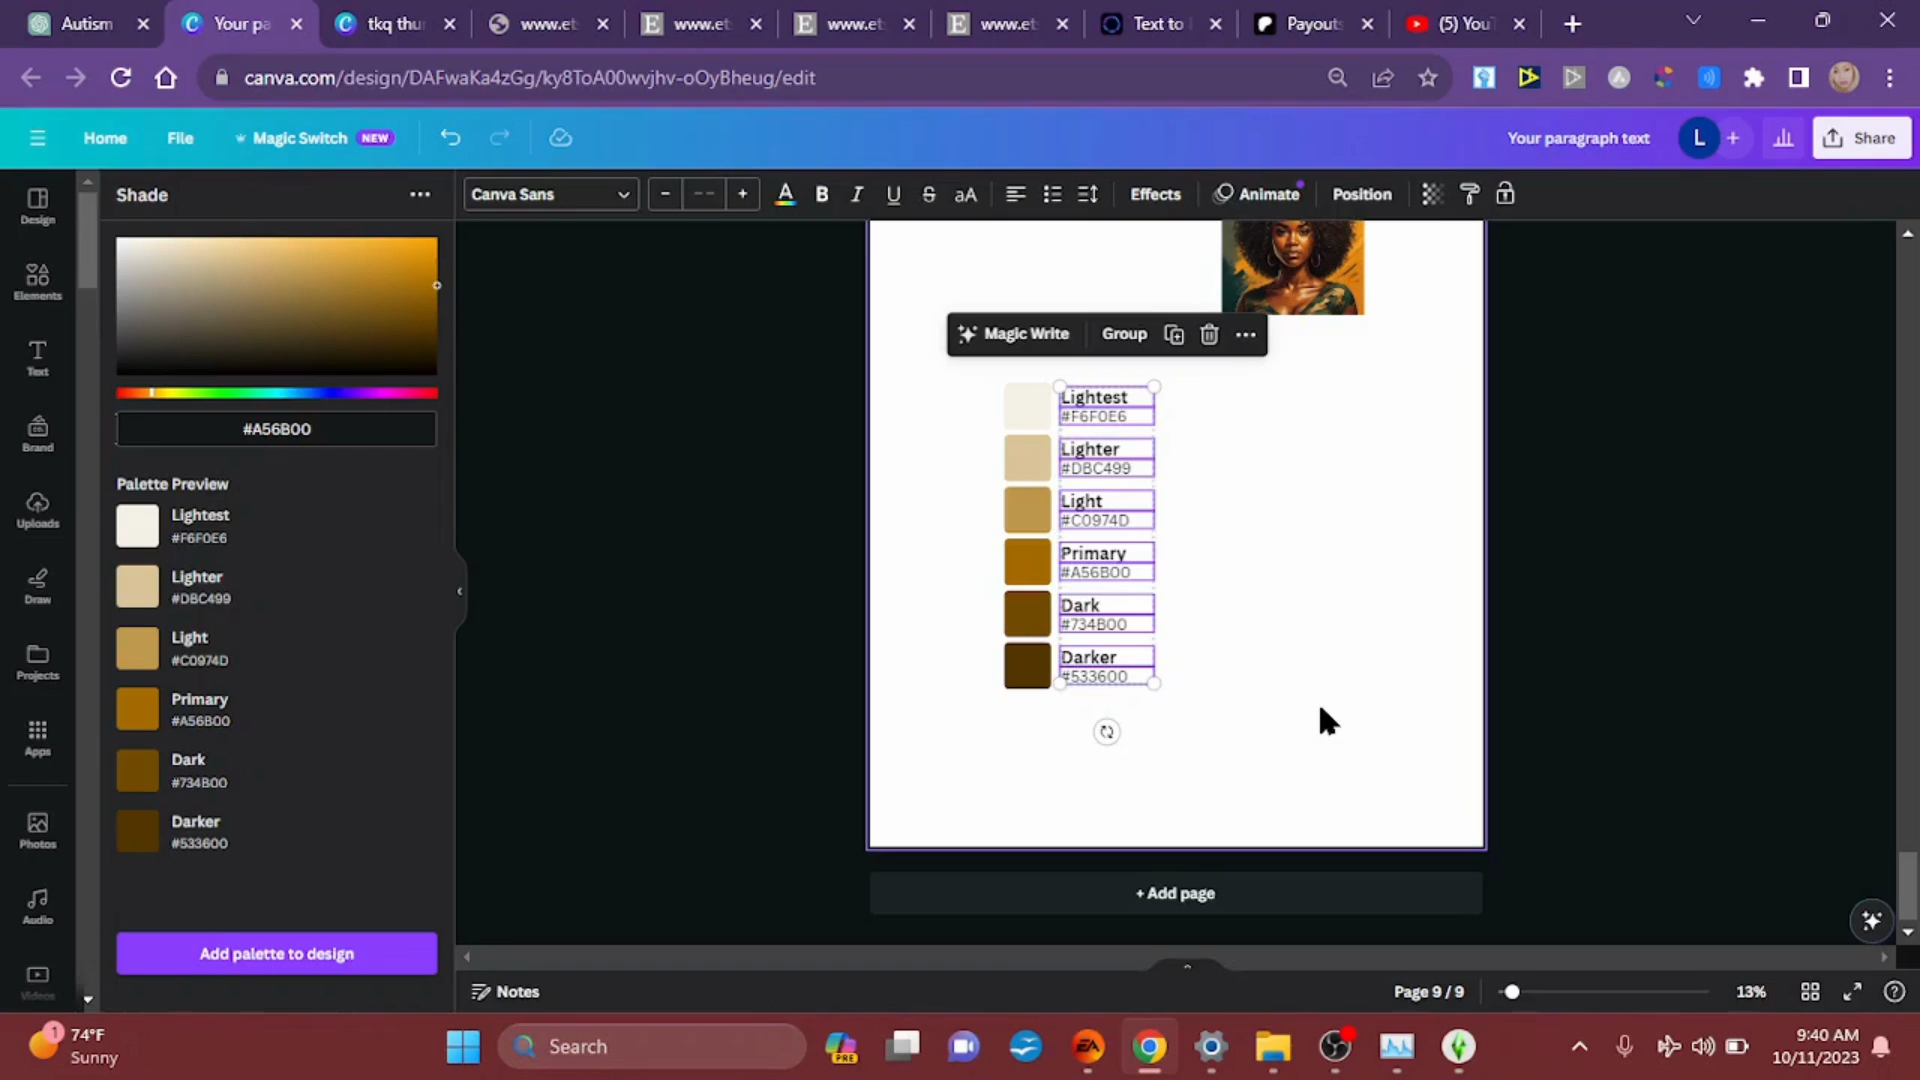 Autism
Your pa
tkq thu
www.et
www.et
www.et
www.et
Text to
Payout
(5) You
canva.com/design/DAFwaKa4zGg/ky8ToA00wvjhv-oOyBheug/edit
Home
File
Magic Switch
NEW
Your paragraph text
L
Share
Design
Elements
Text
Brand
Uploads
Draw
Projects
Apps
Photos
Audio
Videos
Shade
#A56B00
Palette Preview
Lightest
#F6F0E6
Lighter
#DBC499
Light
#C0974D
Primary
#A56B00
Dark
#734B00
Darker
#533600
Add palette to design
Canva Sans
B
I
U
S
aA
Effects
Animate
Position
Magic Write
Group
Lightest
#F6F0E6
Lighter
#DBC499
Light
#C0974D
Primary
#A56B00
Dark
#734B00
Darker
#533600
+ Add page
Notes
Page 9 / 9
13%
1
74°F
Sunny
Search
PRE
EA
9:40 AM
10/11/2023